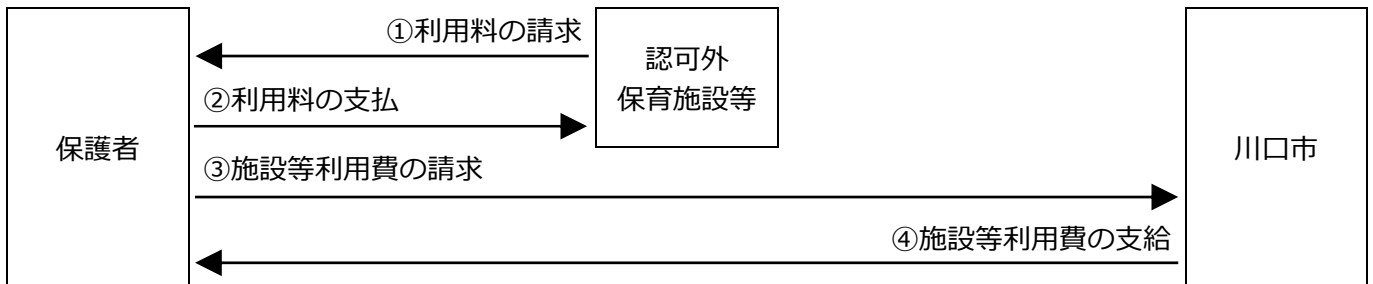 ①利用料の請求
認可外
保育施設等
②利用料の支払
保護者
③施設等利用費の請求
川口市
④施設等利用費の支給